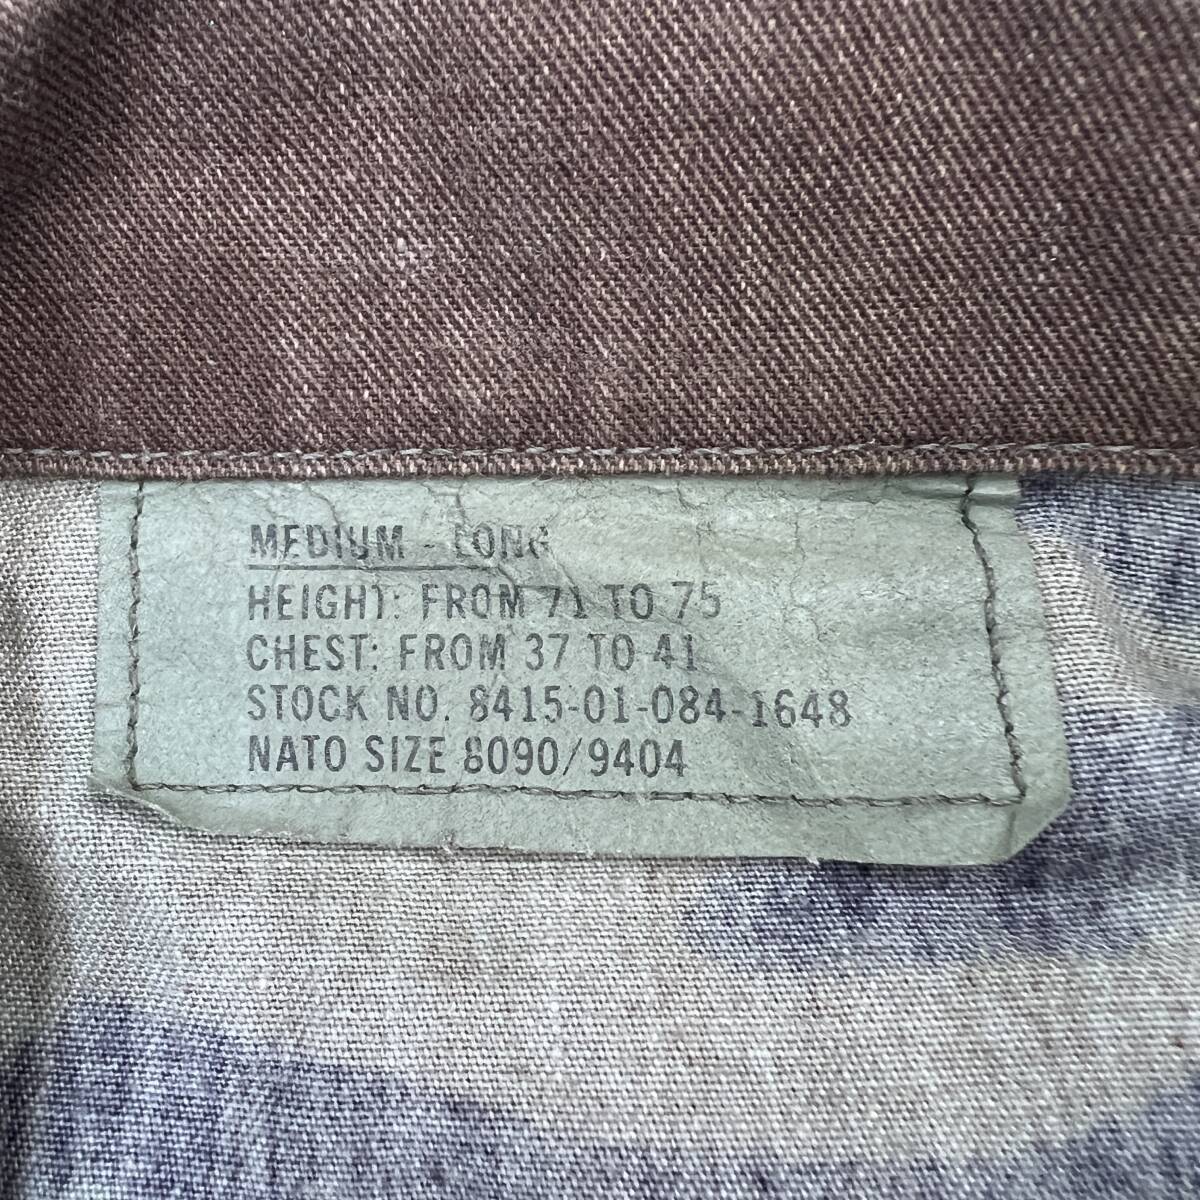 MEDIUM - LONG
HEIGHT: FROM 71 TO 75
CHEST: FROM 37 TO 41
STOCK NO. 8415-01-084-1648
NATO SIZE 8090/9404